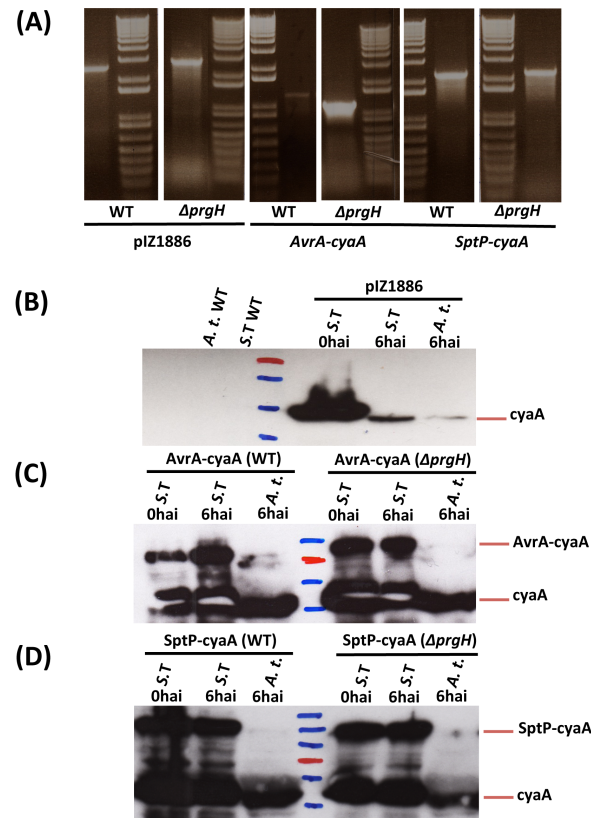 (A)
WT
ΔprgH
WT
ΔprgH
WT
ΔprgH
pIZ1886
AvrA-cyaA
SptP-cyaA
(B)
pIZ1886
A. t. WT
S.T WT
S.T
0hai
S.T
6hai
A. t.
6hai
cyaA
(C)
AvrA-cyaA (WT)
AvrA-cyaA (ΔprgH)
S.T
0hai
S.T
6hai
A. t.
6hai
S.T
0hai
S.T
6hai
A. t.
6hai
AvrA-cyaA
cyaA
(D)
SptP-cyaA (WT)
SptP-cyaA (ΔprgH)
S.T
0hai
S.T
6hai
A. t.
6hai
S.T
0hai
S.T
6hai
A. t.
6hai
SptP-cyaA
cyaA